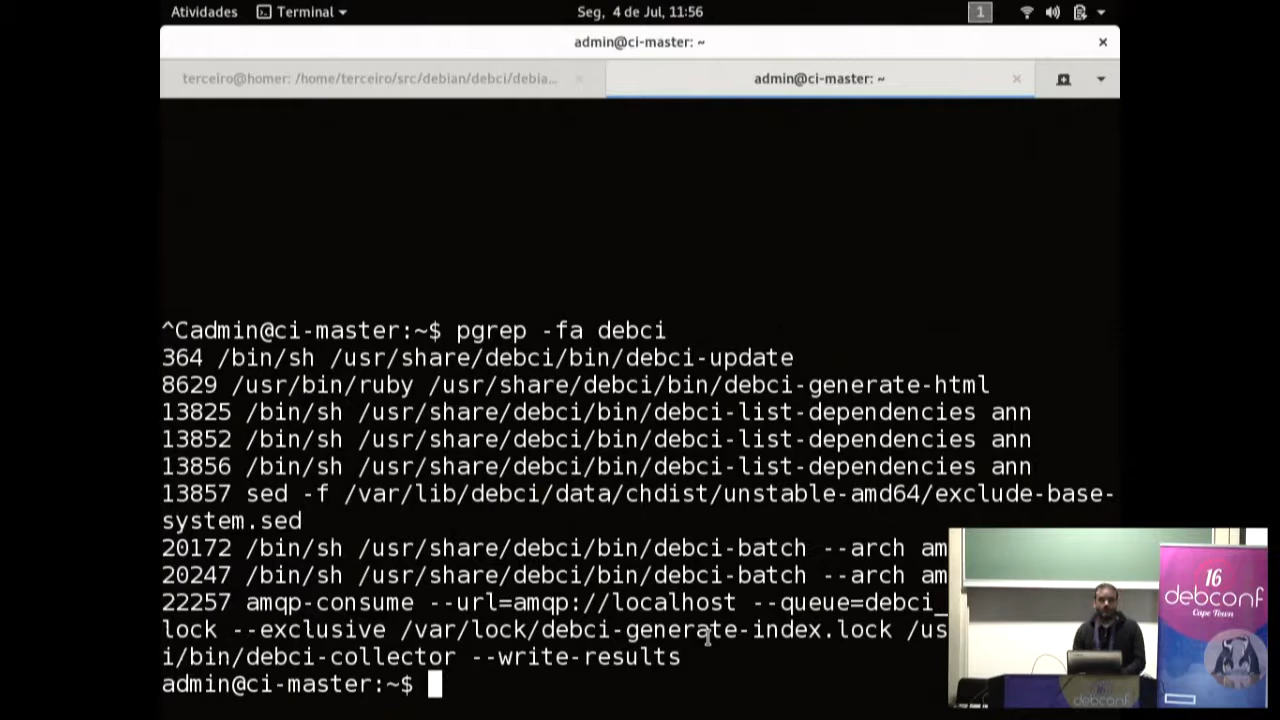 Atividades Terminal Seg, 4 de Jul, 11:56 1
admin@ci-master: ~
terceiro@homer: /home/terceiro/src/debian/debci/debia... admin@ci-master: ~
^Cadmin@ci-master:~$ pgrep -fa debci
364 /bin/sh /usr/share/debci/bin/debci-update
8629 /usr/bin/ruby /usr/share/debci/bin/debci-generate-html
13825 /bin/sh /usr/share/debci/bin/debci-list-dependencies ann
13852 /bin/sh /usr/share/debci/bin/debci-list-dependencies ann
13856 /bin/sh /usr/share/debci/bin/debci-list-dependencies ann
13857 sed -f /var/lib/debci/data/chdist/unstable-amd64/exclude-base-
system.sed
20172 /bin/sh /usr/share/debci/bin/debci-batch --arch am
20247 /bin/sh /usr/share/debci/bin/debci-batch --arch am
22257 amqp-consume --url=amqp://localhost --queue=debci_
lock --exclusive /var/lock/debci-generate-index.lock /us
i/bin/debci-collector --write-results
admin@ci-master:~$
16
debconf
Cape Town
16
debconf